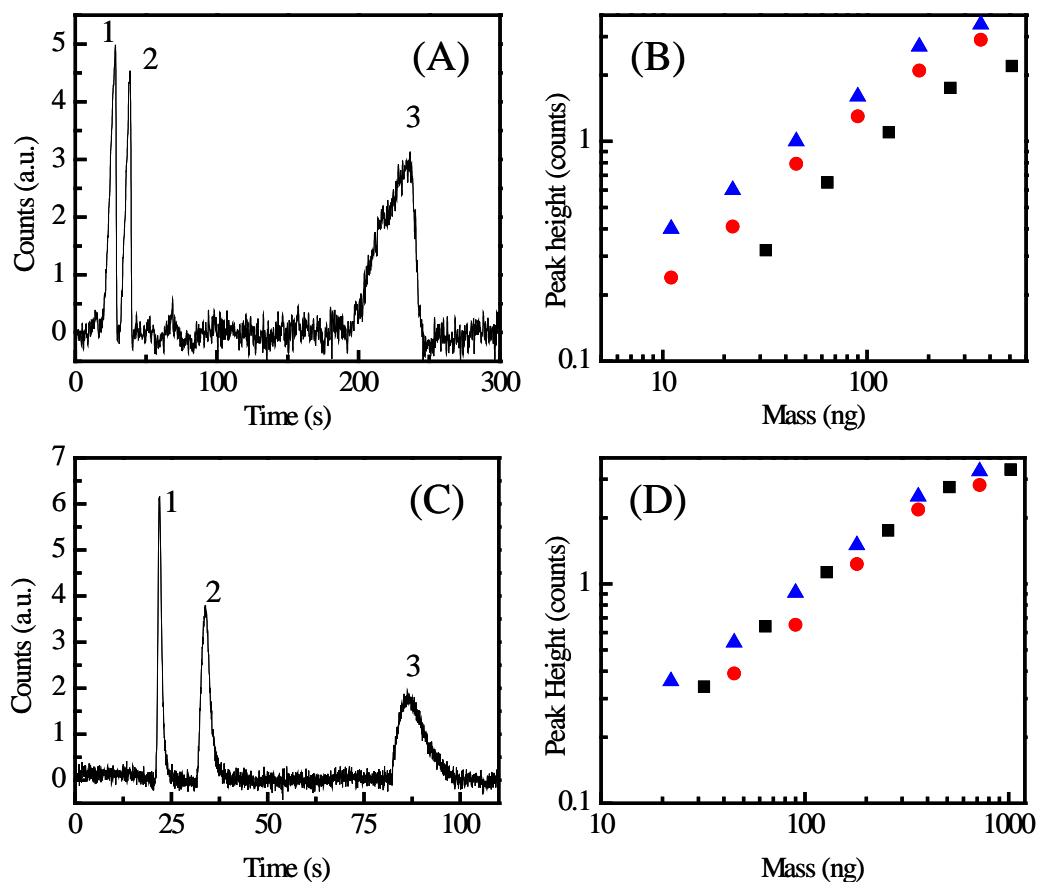 (A)
5
4
3
2
1
0
1
2
3
0 100 200 300
Counts (a.u.)
Time (s)
(B)
1
0.1
10 100
Peak height (counts)
Mass (ng)
(C)
7
6
5
4
3
2
1
0
1
2
3
0 25 50 75 100
Counts (a.u.)
Time (s)
(D)
1
0.1
10 100 1000
Peak Height (counts)
Mass (ng)